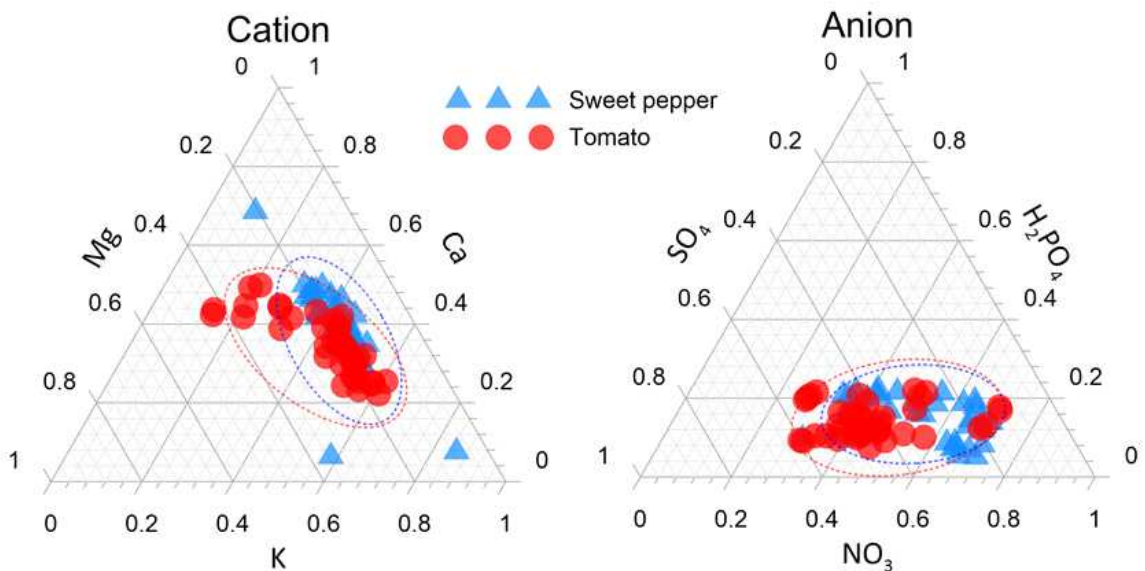 Cation
Anion
0 1
0 1
Sweet pepper
Tomato
0.2 0.8
0.2 0.8
0.4 0.6
0.4 0.6
Mg
Ca
SO₄
H₂PO₄
0.6 0.4
0.6 0.4
0.8 0.2
0.8 0.2
1 0
1 0
0 0.2 0.4 0.6 0.8 1
0 0.2 0.4 0.6 0.8 1
K
NO₃